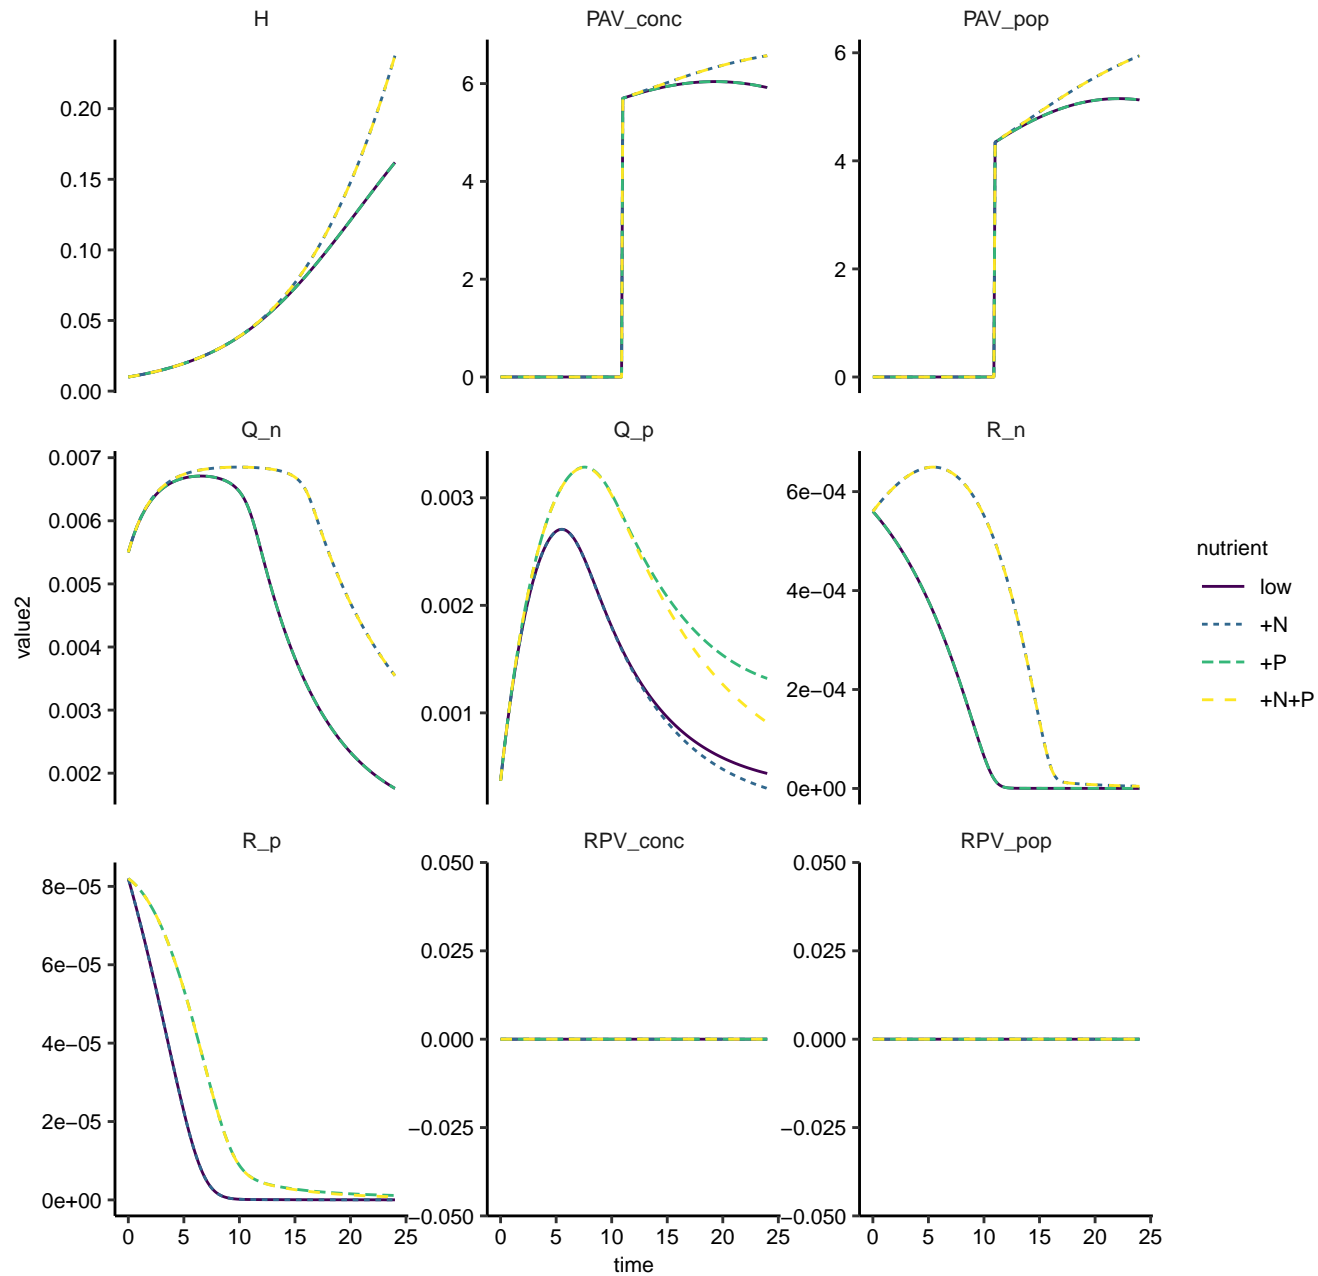 H
PAV_conc
PAV_pop
0.20
0.15
0.10
0.05
0.00
6
4
2
0
6
4
2
0
Q_n
Q_p
R_n
0.007
0.006
0.005
0.004
0.003
0.002
0.003
0.002
0.001
6e−04
4e−04
2e−04
0e+00
value2
nutrient
low
+N
+P
+N+P
R_p
RPV_conc
RPV_pop
8e−05
6e−05
4e−05
2e−05
0e+00
0.050
0.025
0.000
−0.025
−0.050
0.050
0.025
0.000
−0.025
−0.050
0 5 10 15 20 25
0 5 10 15 20 25
0 5 10 15 20 25
time